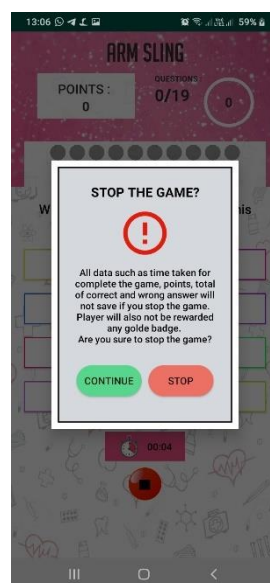 13:06
59%
ARM SLING
POINTS :
0
QUESTIONS :
0/19
0
W
is
STOP THE GAME?
!
All data such as time taken for
complete the game, points, total
of correct and wrong answer will
not save if you stop the game.
Player will also not be rewarded
any golde badge.
Are you sure to stop the game?
CONTINUE
STOP
00:04